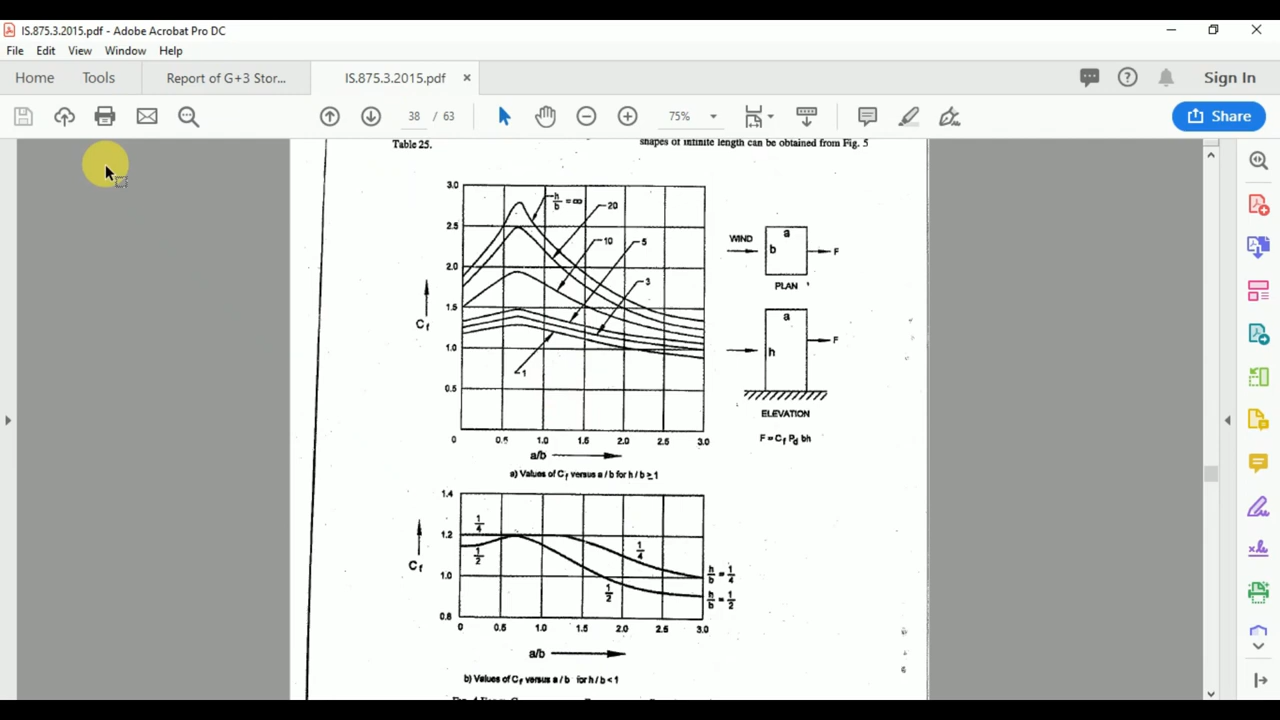 IS.875.3.2015.pdf - Adobe Acrobat Pro DC
File Edit View Window Help
Home Tools Report of G+3 Stor... IS.875.3.2015.pdf × Sign In
38 / 63 75% Share
Table 25. shapes of infinite length can be obtained from Fig. 5
3.0
2.5
2.0
1.5
1.0
0.5
0 0.5 1.0 1.5 2.0 2.5 3.0
h/b = ∞
20
10
5
3
1
Cf
a/b
WIND
a
b
F
PLAN
a
h
F
ELEVATION
F = Cf Pd bh
a) Values of Cf versus a / b for h / b ≥ 1
1.4
1.2
1.0
0.8
0 0.5 1.0 1.5 2.0 2.5 3.0
1/4
1/2
1/4
1/2
h/b = 1/4
h/b = 1/2
Cf
a/b
b) Values of Cf versus a / b for h / b < 1